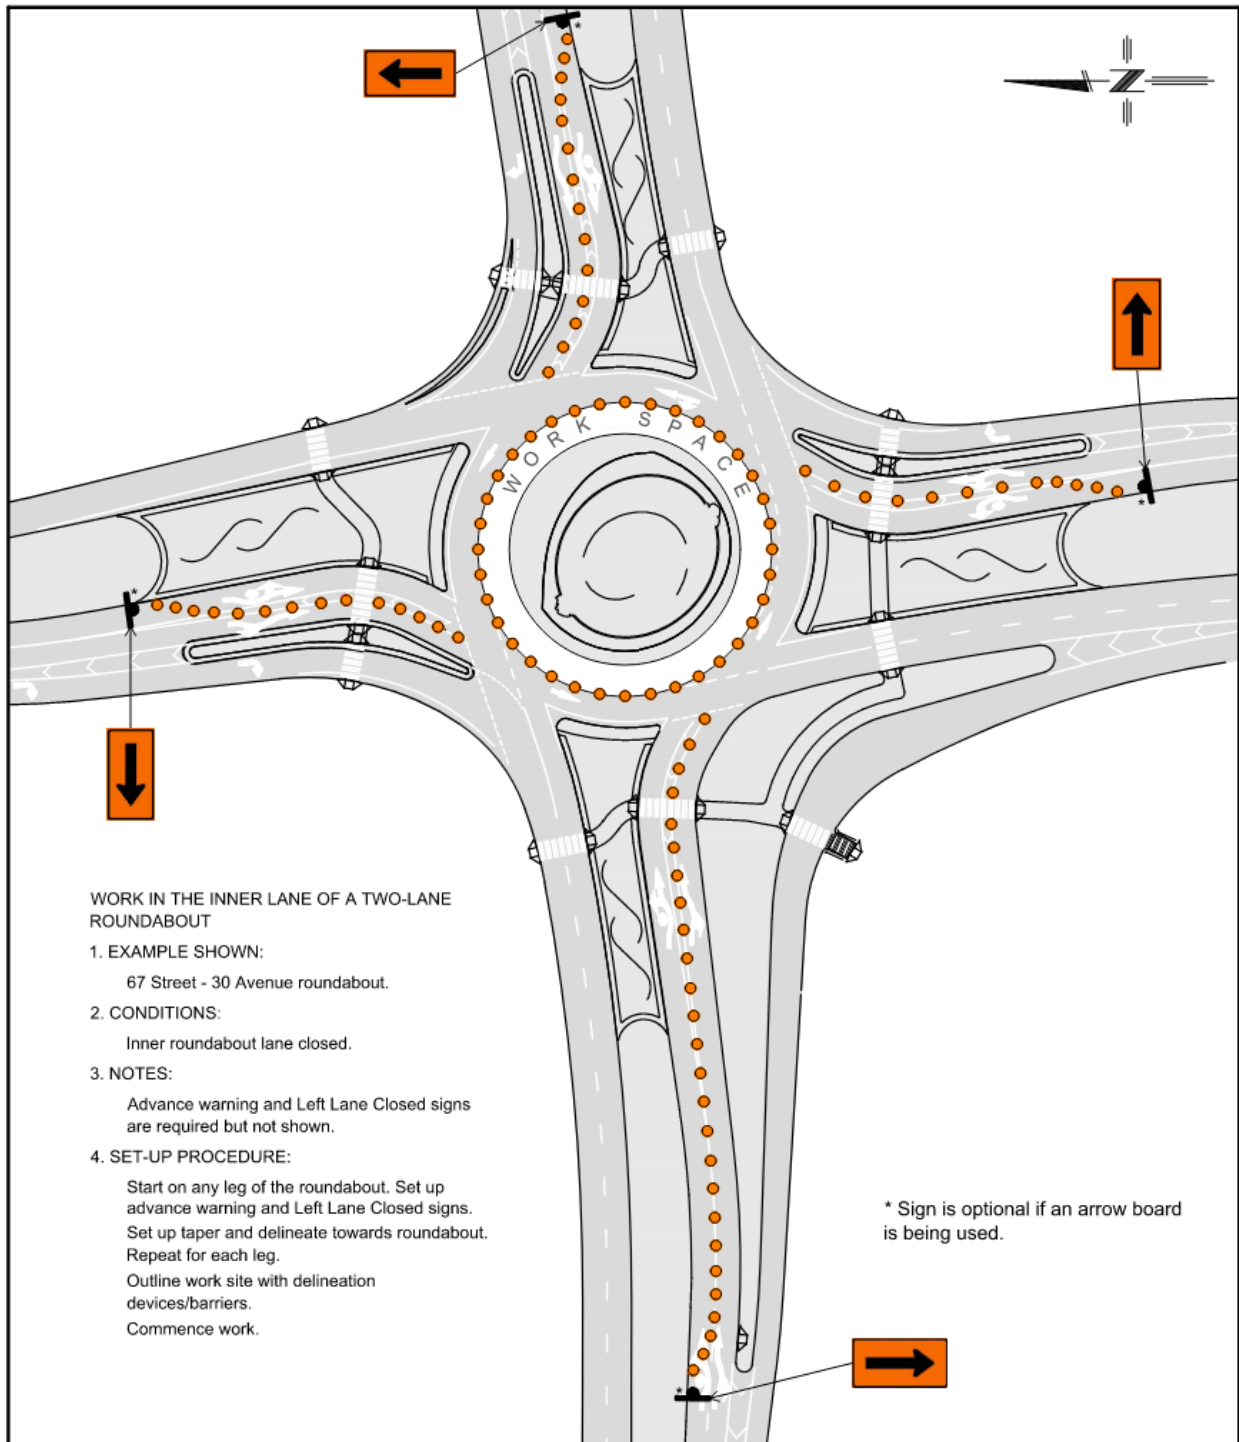 N
WORK SPACE
WORK IN THE INNER LANE OF A TWO-LANE
ROUNDABOUT
1. EXAMPLE SHOWN:
67 Street - 30 Avenue roundabout.
2. CONDITIONS:
Inner roundabout lane closed.
3. NOTES:
Advance warning and Left Lane Closed signs
are required but not shown.
4. SET-UP PROCEDURE:
Start on any leg of the roundabout. Set up
advance warning and Left Lane Closed signs.
Set up taper and delineate towards roundabout.
Repeat for each leg.
Outline work site with delineation
devices/barriers.
Commence work.
* Sign is optional if an arrow board
is being used.
*
*
*
*